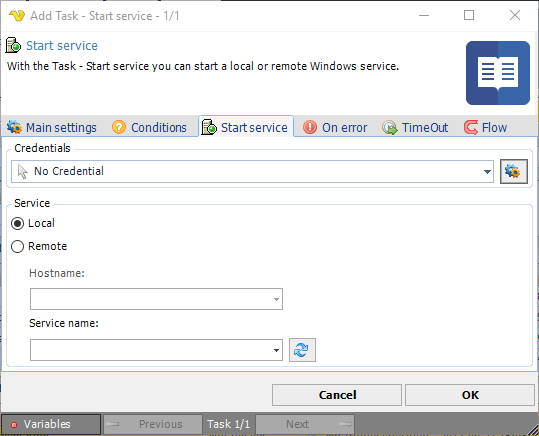 Add Task - Start service - 1/1
Start service
With the Task - Start service you can start a local or remote Windows service.
Main settings Conditions Start service On error TimeOut Flow
Credentials
No Credential
Service
Local
Remote
Hostname:
Service name:
Cancel OK
Variables Previous Task 1/1 Next